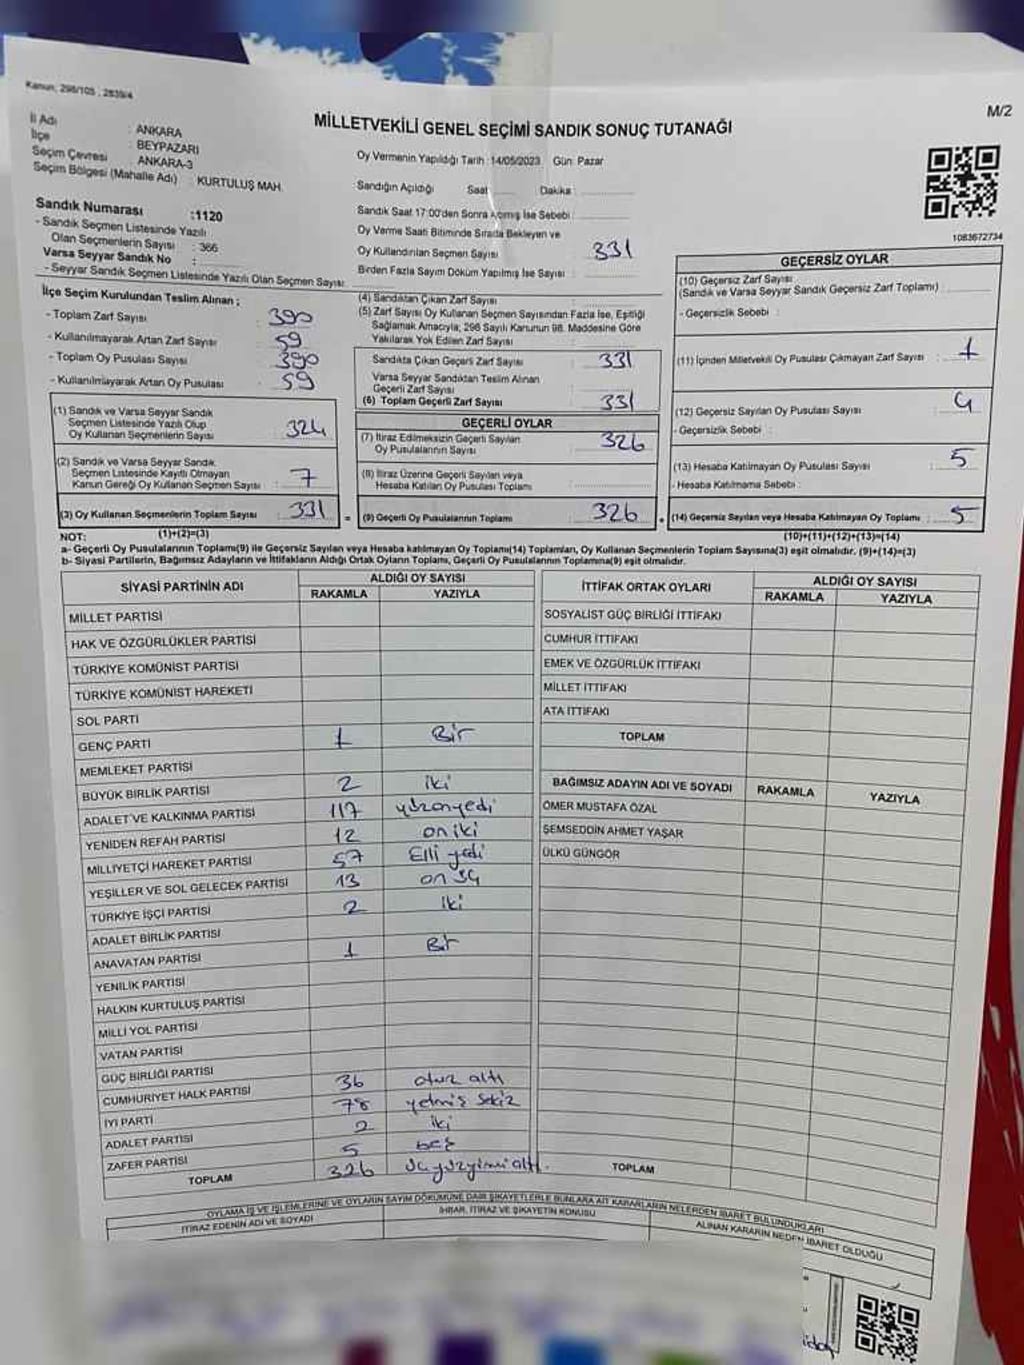 Kanun; 298/105 , 2839/4
M/2
MİLLETVEKİLİ GENEL SEÇİMİ SANDIK SONUÇ TUTANAĞI
İl Adı : ANKARA
İlçe : BEYPAZARI
Seçim Çevresi : ANKARA-3
Seçim Bölgesi (Mahalle Adı) : KURTULUŞ MAH.
Sandık Numarası :1120
- Sandık Seçmen Listesinde Yazılı
Olan Seçmenlerin Sayısı : 366
Varsa Seyyar Sandık No :
- Seyyar Sandık Seçmen Listesinde Yazılı Olan Seçmen Sayısı:
Oy Vermenin Yapıldığı Tarih : 14/05/2023 Gün: Pazar
Sandığın Açıldığı Saat Dakika :
Sandık Saat 17:00'den Sonra Açılmış İse Sebebi :
Oy Verme Saati Bitiminde Sırada Bekleyen ve
Oy Kullandırılan Seçmen Sayısı : 331
Birden Fazla Sayım Döküm Yapılmış İse Sayısı :
1083672734
İlçe Seçim Kurulundan Teslim Alınan ;
- Toplam Zarf Sayısı : 390
- Kullanılmayarak Artan Zarf Sayısı : 59
- Toplam Oy Pusulası Sayısı : 390
- Kullanılmayarak Artan Oy Pusulası : 59
(1) Sandık ve Varsa Seyyar Sandık
Seçmen Listesinde Yazılı Olup
Oy Kullanan Seçmenlerin Sayısı : 324
(2) Sandık ve Varsa Seyyar Sandık
Seçmen Listesinde Kayıtlı Olmayan
Kanun Gereği Oy Kullanan Seçmen Sayısı : 7
(3) Oy Kullanan Seçmenlerin Toplam Sayısı : 331 =
(1)+(2)=(3)
(4) Sandıktan Çıkan Zarf Sayısı :
(5) Zarf Sayısı Oy Kullanan Seçmen Sayısından Fazla İse, Eşitliği
Sağlamak Amacıyla; 298 Sayılı Kanunun 98. Maddesine Göre
Yakılarak Yok Edilen Zarf Sayısı :
Sandıkta Çıkan Geçerli Zarf Sayısı : 331
Varsa Seyyar Sandıktan Teslim Alınan
Geçerli Zarf Sayısı :
(6) Toplam Geçerli Zarf Sayısı : 331
GEÇERLİ OYLAR
(7) İtiraz Edilmeksizin Geçerli Sayılan
Oy Pusulalarının Sayısı : 326
(8) İtiraz Üzerine Geçerli Sayılan veya
Hesaba Katılan Oy Pusulası Toplamı :
(9) Geçerli Oy Pusulalarının Toplamı : 326 +
GEÇERSİZ OYLAR
(10) Geçersiz Zarf Sayısı
(Sandık ve Varsa Seyyar Sandık Geçersiz Zarf Toplamı) :
- Geçersizlik Sebebi :
(11) İçinden Milletvekili Oy Pusulası Çıkmayan Zarf Sayısı : 1
(12) Geçersiz Sayılan Oy Pusulası Sayısı : 4
- Geçersizlik Sebebi :
(13) Hesaba Katılmayan Oy Pusulası Sayısı : 5
- Hesaba Katılmama Sebebi :
(14) Geçersiz Sayılan veya Hesaba Katılmayan Oy Toplamı : 5
(10)+(11)+(12)+(13)=(14)
NOT:
a- Geçerli Oy Pusulalarının Toplamı(9) ile Geçersiz Sayılan veya Hesaba katılmayan Oy Toplamı(14) Toplamları, Oy Kullanan Seçmenlerin Toplam Sayısına(3) eşit olmalıdır. (9)+(14)=(3)
b- Siyasi Partilerin, Bağımsız Adayların ve İttifakların Aldığı Ortak Oyların Toplamı, Geçerli Oy Pusulalarının Toplamına(9) eşit olmalıdır.
SİYASİ PARTİNİN ADI ALDIĞI OY SAYISI
RAKAMLA YAZIYLA
MİLLET PARTİSİ
HAK VE ÖZGÜRLÜKLER PARTİSİ
TÜRKİYE KOMÜNİST PARTİSİ
TÜRKİYE KOMÜNİST HAREKETİ
SOL PARTİ
GENÇ PARTİ 1 Bir
MEMLEKET PARTİSİ
BÜYÜK BİRLİK PARTİSİ 2 iki
ADALET VE KALKINMA PARTİSİ 117 yüzonyedi
YENİDEN REFAH PARTİSİ 12 on iki
MİLLİYETÇİ HAREKET PARTİSİ 57 Elli yedi
YEŞİLLER VE SOL GELECEK PARTİSİ 13 on üç
TÜRKİYE İŞÇİ PARTİSİ 2 iki
ADALET BİRLİK PARTİSİ
ANAVATAN PARTİSİ 1 Bir
YENİLİK PARTİSİ
HALKIN KURTULUŞ PARTİSİ
MİLLİ YOL PARTİSİ
VATAN PARTİSİ
GÜÇ BİRLİĞİ PARTİSİ
CUMHURİYET HALK PARTİSİ 36 otuz altı
İYİ PARTİ 78 yetmiş sekiz
ADALET PARTİSİ 2 iki
ZAFER PARTİSİ 5 beş
TOPLAM 326 üçyüzyirmi altı.
İTTİFAK ORTAK OYLARI ALDIĞI OY SAYISI
RAKAMLA YAZIYLA
SOSYALİST GÜÇ BİRLİĞİ İTTİFAKI
CUMHUR İTTİFAKI
EMEK VE ÖZGÜRLÜK İTTİFAKI
MİLLET İTTİFAKI
ATA İTTİFAKI
TOPLAM
BAĞIMSIZ ADAYIN ADI VE SOYADI RAKAMLA YAZIYLA
ÖMER MUSTAFA ÖZAL
ŞEMSEDDİN AHMET YAŞAR
ÜLKÜ GÜNGÖR
TOPLAM
OYLAMA İŞ VE İŞLEMLERİNE VE OYLARIN SAYIM DÖKÜMÜNE DAİR ŞİKAYETLERLE BUNLARA AİT KARARLARIN NELERDEN İBARET BULUNDUKLARI
İTİRAZ EDENİN ADI VE SOYADI İHBAR, İTİRAZ VE ŞİKAYETİN KONUSU ALINAN KARARIN NEDEN İBARET OLDUĞU